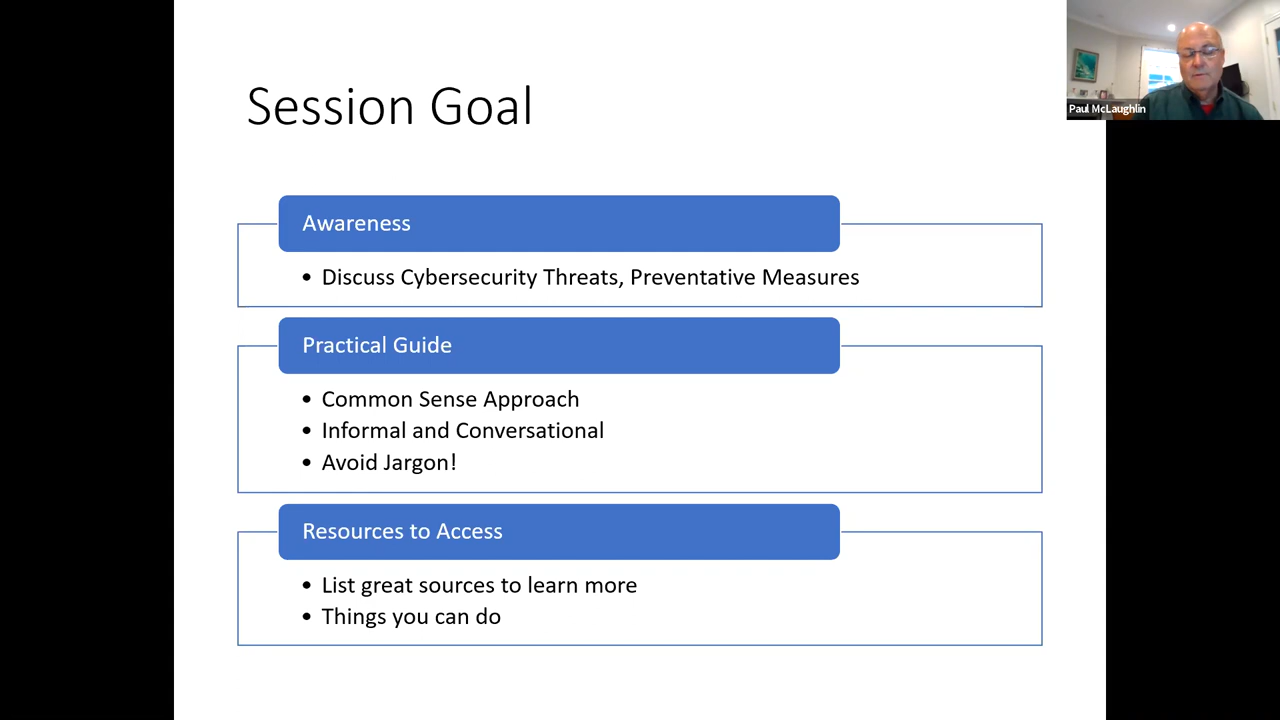 Session Goal
Paul McLaughlin
Awareness
• Discuss Cybersecurity Threats, Preventative Measures
Practical Guide
• Common Sense Approach
• Informal and Conversational
• Avoid Jargon!
Resources to Access
• List great sources to learn more
• Things you can do